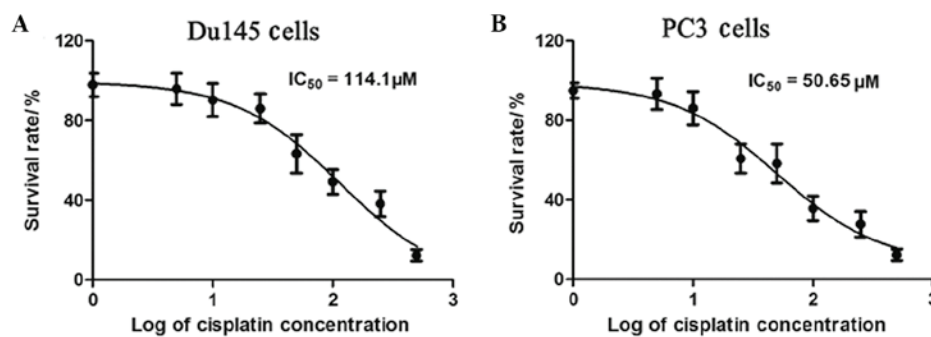 A
Du145 cells
120
80
40
0
Survival rate/%
IC50 = 114.1μM
0 1 2 3
Log of cisplatin concentration
B
PC3 cells
120
80
40
0
Survival rate/%
IC50 = 50.65 μM
0 1 2 3
Log of cisplatin concentration